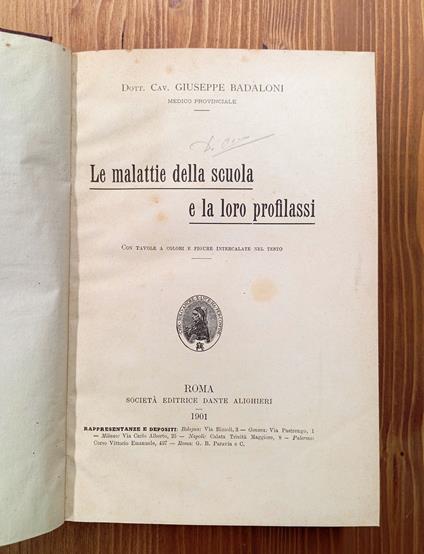 Dott. Cav. GIUSEPPE BADALONI
MEDICO PROVINCIALE
Le malattie della scuola
e la loro profilassi
Con tavole a colori e figure intercalate nel testo
ROMA
SOCIETÀ EDITRICE DANTE ALIGHIERI
1901
RAPPRESENTANZE E DEPOSITI: Bologna: Via Rizzoli, 3 — Genova: Via Pastrengo, 1
— Milano: Via Carlo Alberto, 25 — Napoli: Calata Trinità Maggiore, 8 — Palermo:
Corso Vittorio Emanuele, 457 — Roma: G. B. Paravia e C.